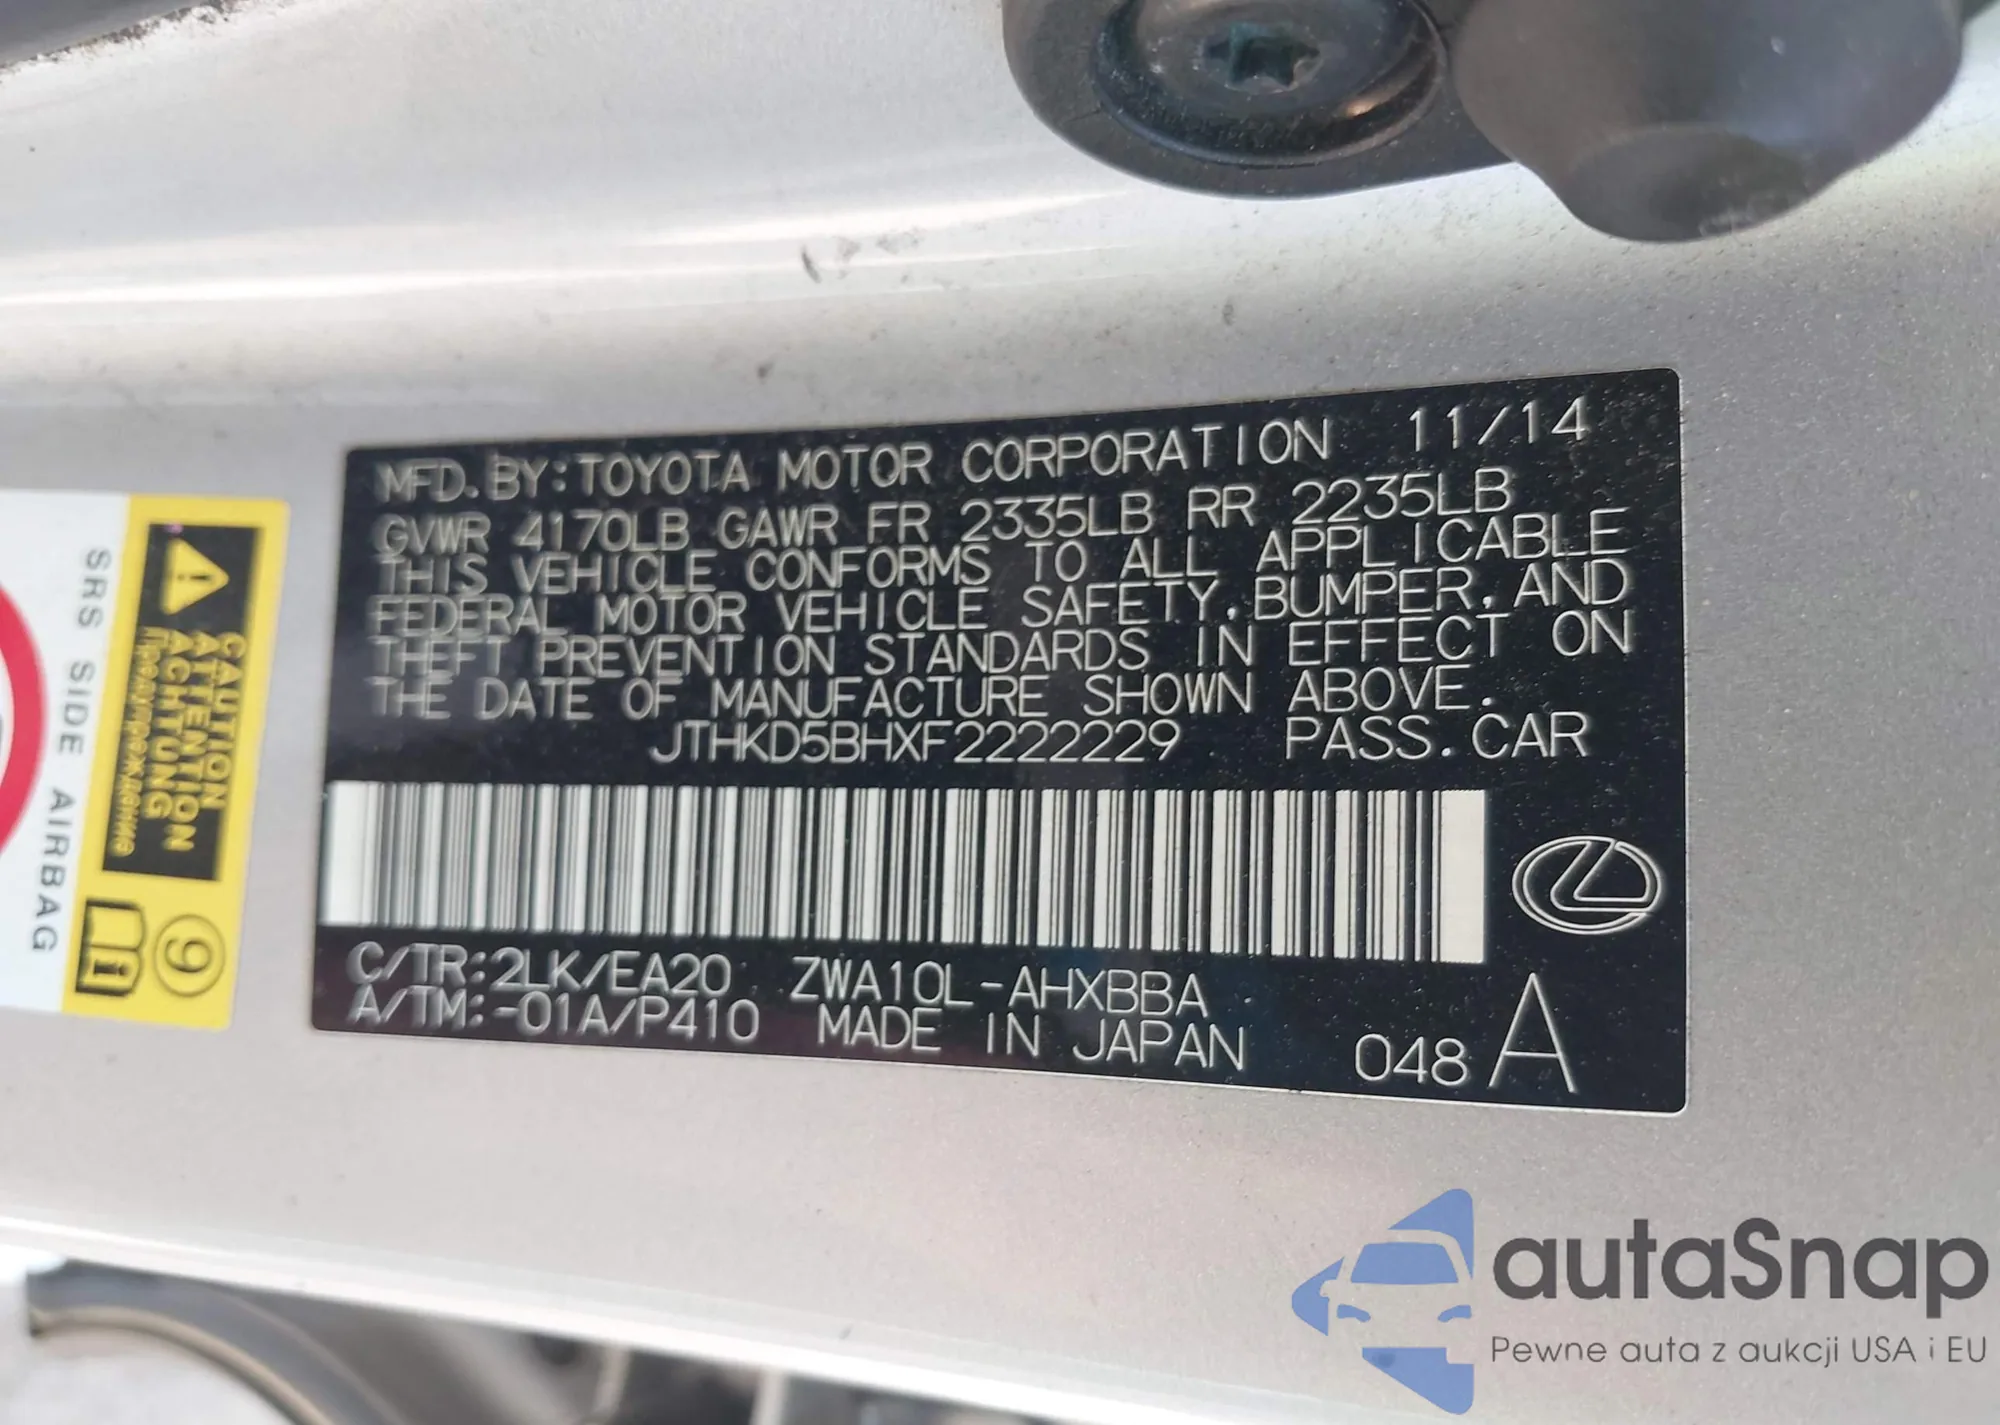 MFD. BY: TOYOTA MOTOR CORPORATION 11/14
GVWR 4170LB GAWR FR 2335LB RR 2235LB
THIS VEHICLE CONFORMS TO ALL APPLICABLE
FEDERAL MOTOR VEHICLE SAFETY, BUMPER, AND
THEFT PREVENTION STANDARDS IN EFFECT ON
THE DATE OF MANUFACTURE SHOWN ABOVE.
JTHKD5BHXF2222229 PASS. CAR
C/TR:2LK/EA20 ZWA10L-AHXBBA
A/TM:-01A/P410 MADE IN JAPAN 048 A
CAUTION
ATTENTION
ACHTUNG
SRS SIDE AIRBAG
9
autaSnap
Pewne auta z aukcji USA i EU